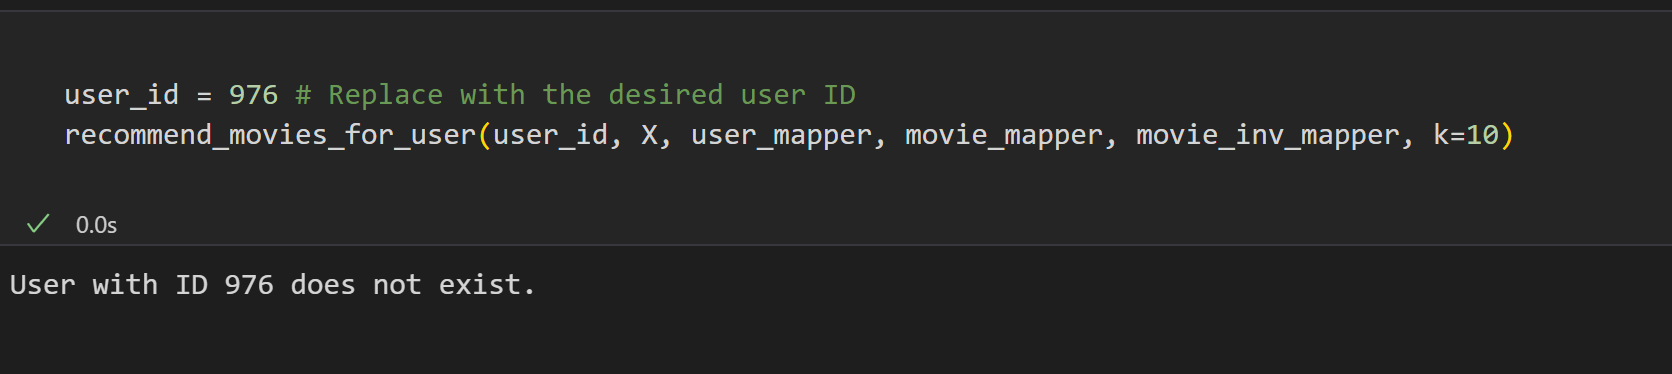 user_id = 976 # Replace with the desired user ID
recommend_movies_for_user(user_id, X, user_mapper, movie_mapper, movie_inv_mapper, k=10)
0.0s
User with ID 976 does not exist.